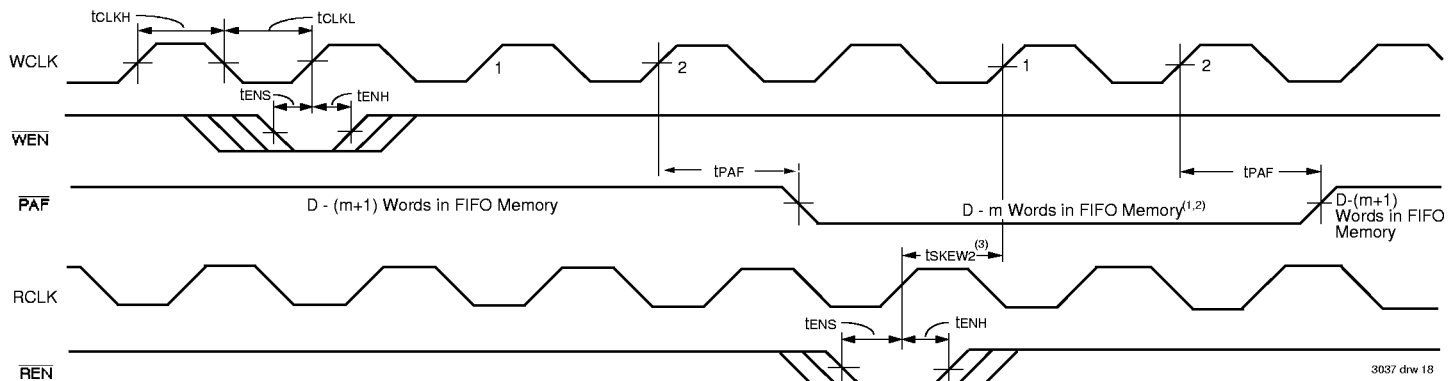 tCLKH tCLKL
WCLK 1 2 1 2
tENS tENH
WEN
tPAF tPAF
PAF
D - (m+1) Words in FIFO Memory
D - m Words in FIFO Memory(1,2)
D-(m+1)
Words in FIFO
Memory
tSKEW2(3)
RCLK
tENS tENH
REN
3037 drw 18